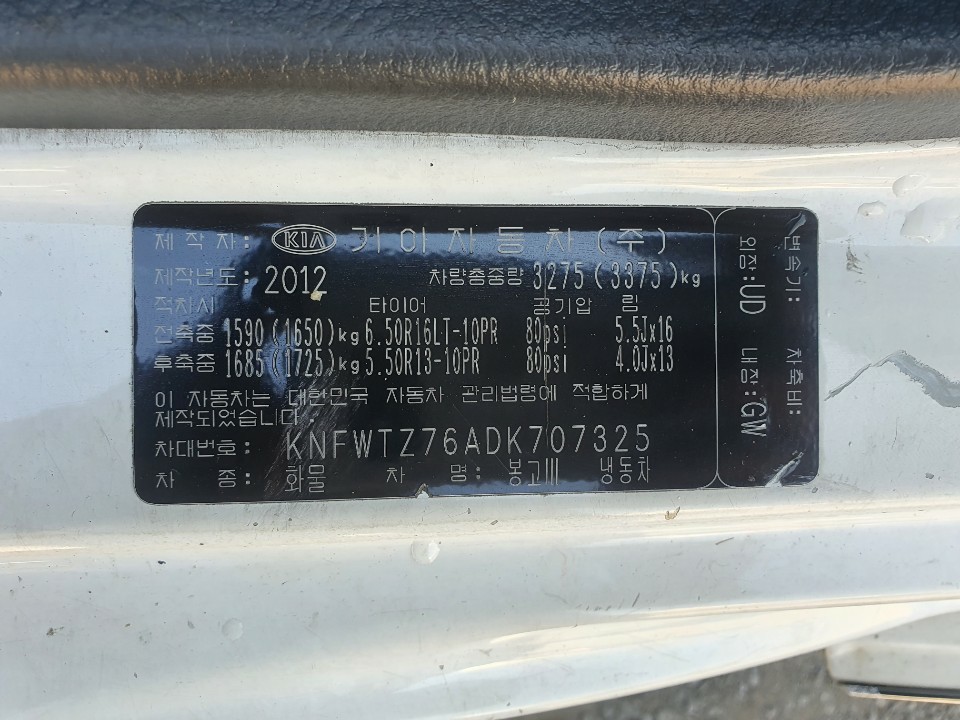 제작자: KIA 기아자동차(주)
제작년도: 2012 차량총중량 3275(3375)kg
적차시 타이어 공기압 림
전축중 1590(1650)kg 6.50R16LT-10PR 80psi 5.5Jx16
후축중 1685(1725)kg 5.50R13-10PR 80psi 4.0Jx13
이 자동차는 대한민국 자동차 관리법령에 적합하게
제작되었습니다.
차대번호: KNFWTZ76ADK707325
차 종: 화물 차 명: 봉고III 냉동차
변속기: 차축비:
외장:UD 내장:GW